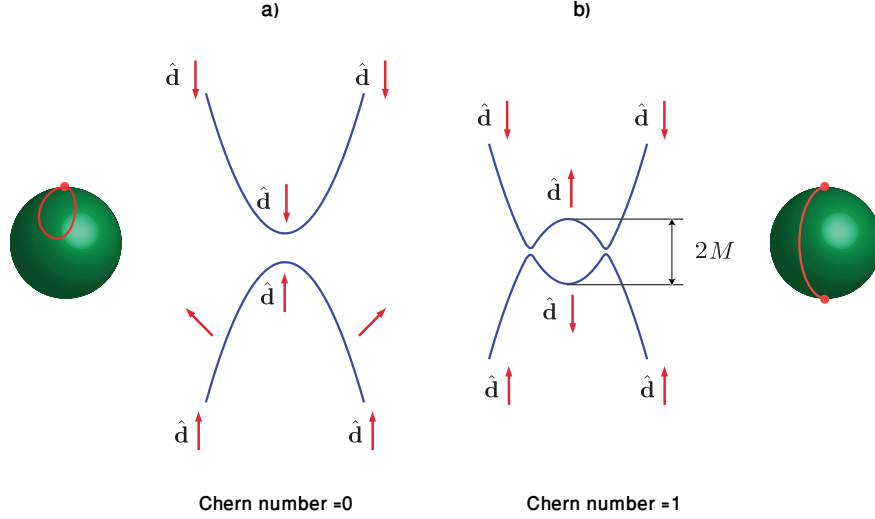 a)
b)
d̂
d̂
d̂
d̂
d̂
d̂
d̂
d̂
d̂
2M
d̂
d̂
d̂
d̂
Chern number =0
Chern number =1